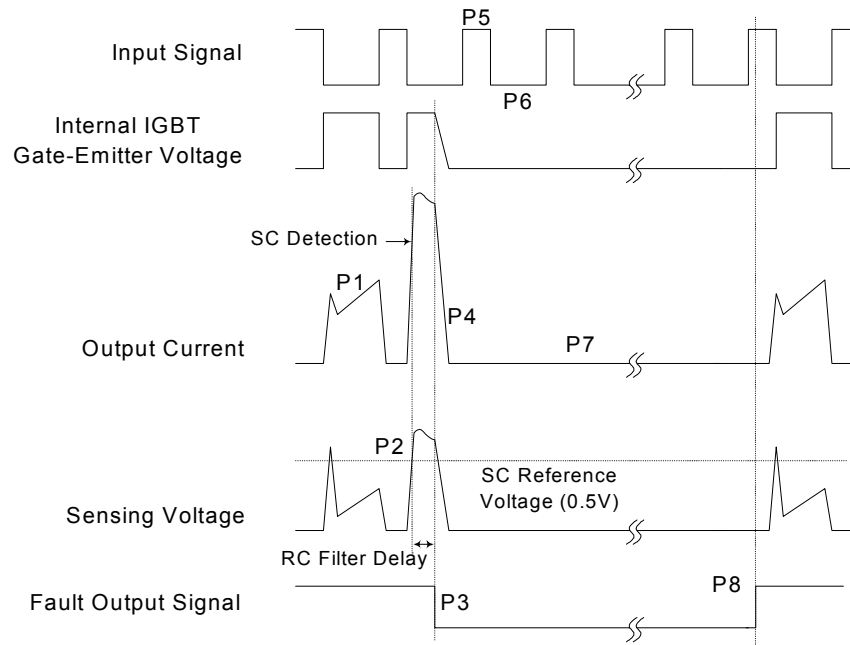 P5
Input Signal
P6
Internal IGBT
Gate-Emitter Voltage
SC Detection
P1
P4
Output Current
P7
P2
SC Reference
Voltage (0.5V)
Sensing Voltage
RC Filter Delay
P8
Fault Output Signal
P3